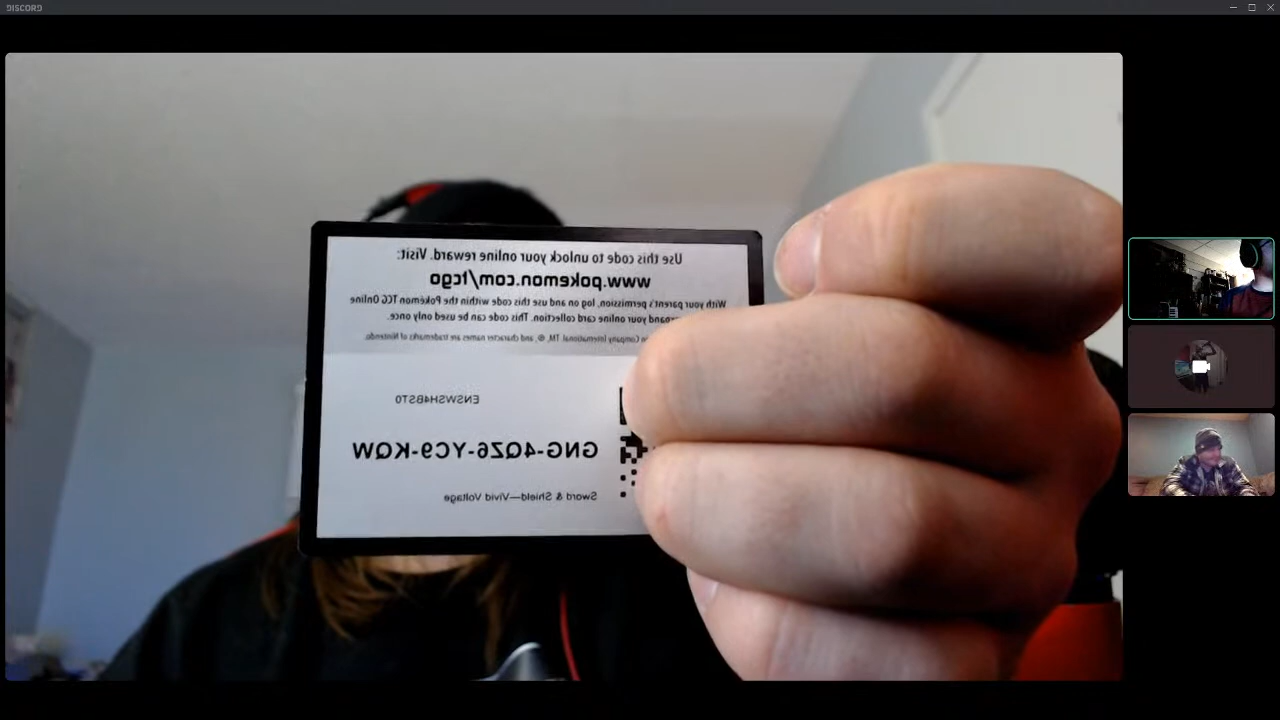 DISCORD
Use this code to unlock your online reward. Visit:
www.pokemon.com/tcgo
With your parent's permission, log on and use this code within the Pokémon TCG Online
your online card collection. This code can be used only once.
Company International. TM, ®, and character names are trademarks of Nintendo.
ENSWSH4BST0
GNG-4QZ6-YC9-KQW
Sword & Shield—Vivid Voltage